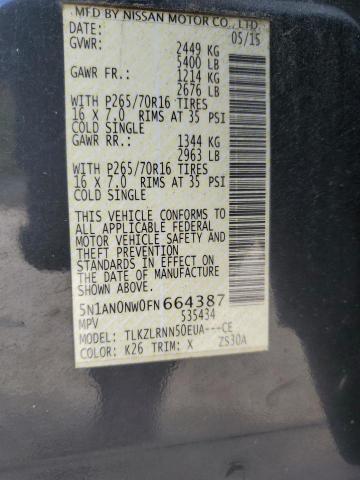 MFD BY NISSAN MOTOR CO., LTD.
DATE: 05/15
GVWR: 2449 KG
5400 LB
GAWR FR.: 1214 KG
2676 LB
WITH P265/70R16 TIRES
16 X 7.0 RIMS AT 35 PSI
COLD SINGLE
GAWR RR.: 1344 KG
2963 LB
WITH P265/70R16 TIRES
16 X 7.0 RIMS AT 35 PSI
COLD SINGLE
THIS VEHICLE CONFORMS TO
ALL APPLICABLE FEDERAL
MOTOR VEHICLE SAFETY AND
THEFT PREVENTION
STANDARDS IN EFFECT ON
THE DATE OF MANUFACTURE
SHOWN ABOVE.
5N1AN0NW0FN664387
MPV 535434
MODEL: TLKZLRNN50EUA---CE
COLOR: K26 TRIM: X ZS30A